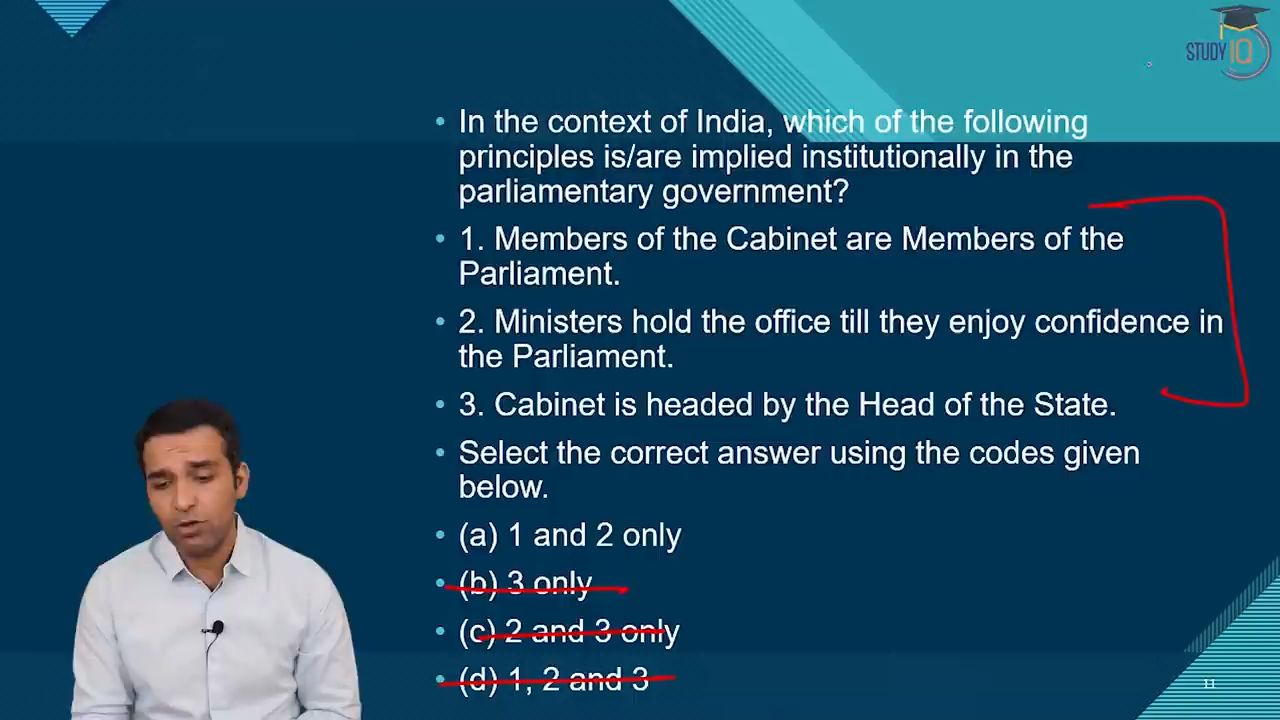 STUDY IQ
• In the context of India, which of the following
principles is/are implied institutionally in the
parliamentary government?
• 1. Members of the Cabinet are Members of the
Parliament.
• 2. Ministers hold the office till they enjoy confidence in
the Parliament.
• 3. Cabinet is headed by the Head of the State.
• Select the correct answer using the codes given
below.
• (a) 1 and 2 only
• (b) 3 only
• (c) 2 and 3 only
• (d) 1, 2 and 3
11